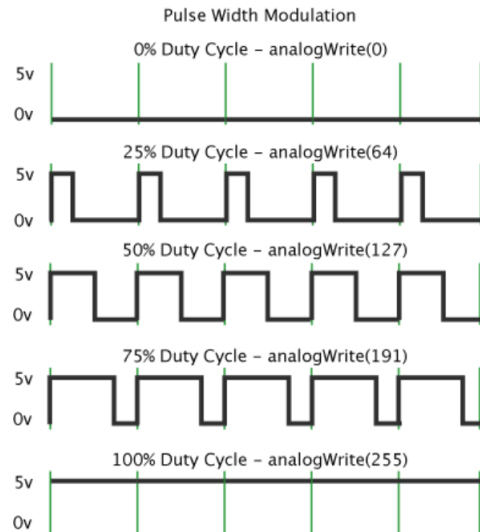 Pulse Width Modulation
0% Duty Cycle – analogWrite(0)
5v
0v
25% Duty Cycle – analogWrite(64)
5v
0v
50% Duty Cycle – analogWrite(127)
5v
0v
75% Duty Cycle – analogWrite(191)
5v
0v
100% Duty Cycle – analogWrite(255)
5v
0v